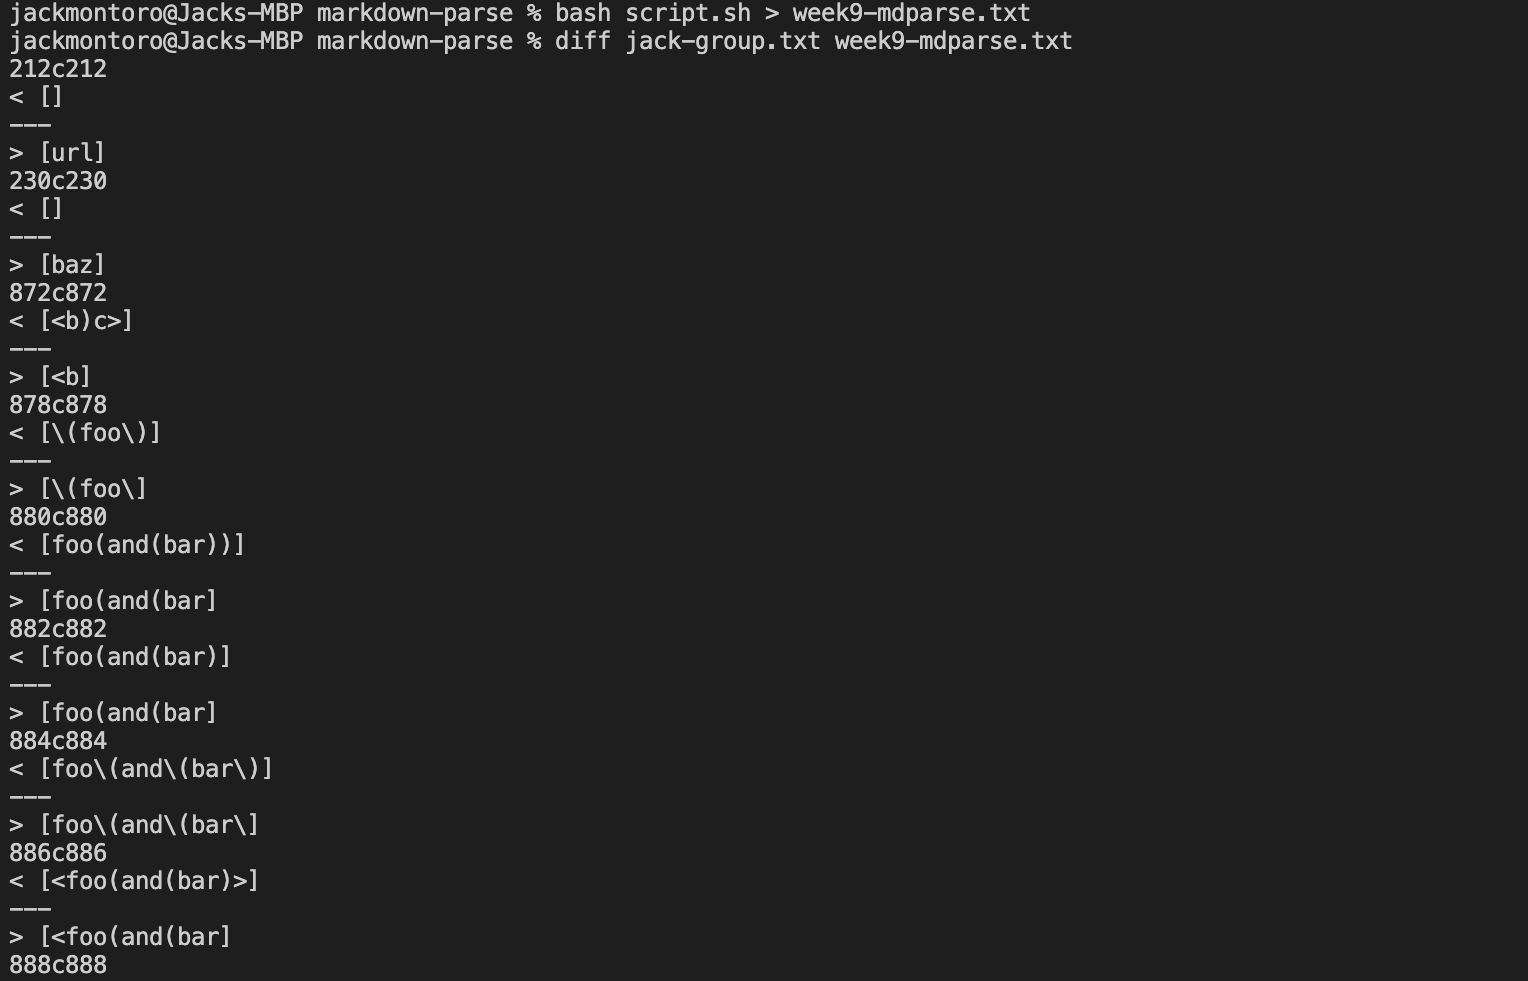 jackmontoro@Jacks-MBP markdown-parse % bash script.sh > week9-mdparse.txt
jackmontoro@Jacks-MBP markdown-parse % diff jack-group.txt week9-mdparse.txt
212c212
< []
---
> [url]
230c230
< []
---
> [baz]
872c872
< [<b)c>]
---
> [<b]
878c878
< [\(foo\)]
---
> [\(foo\]
880c880
< [foo(and(bar))]
---
> [foo(and(bar]
882c882
< [foo(and(bar)]
---
> [foo(and(bar]
884c884
< [foo\(and\(bar\)]
---
> [foo\(and\(bar\]
886c886
< [<foo(and(bar)>]
---
> [<foo(and(bar]
888c888